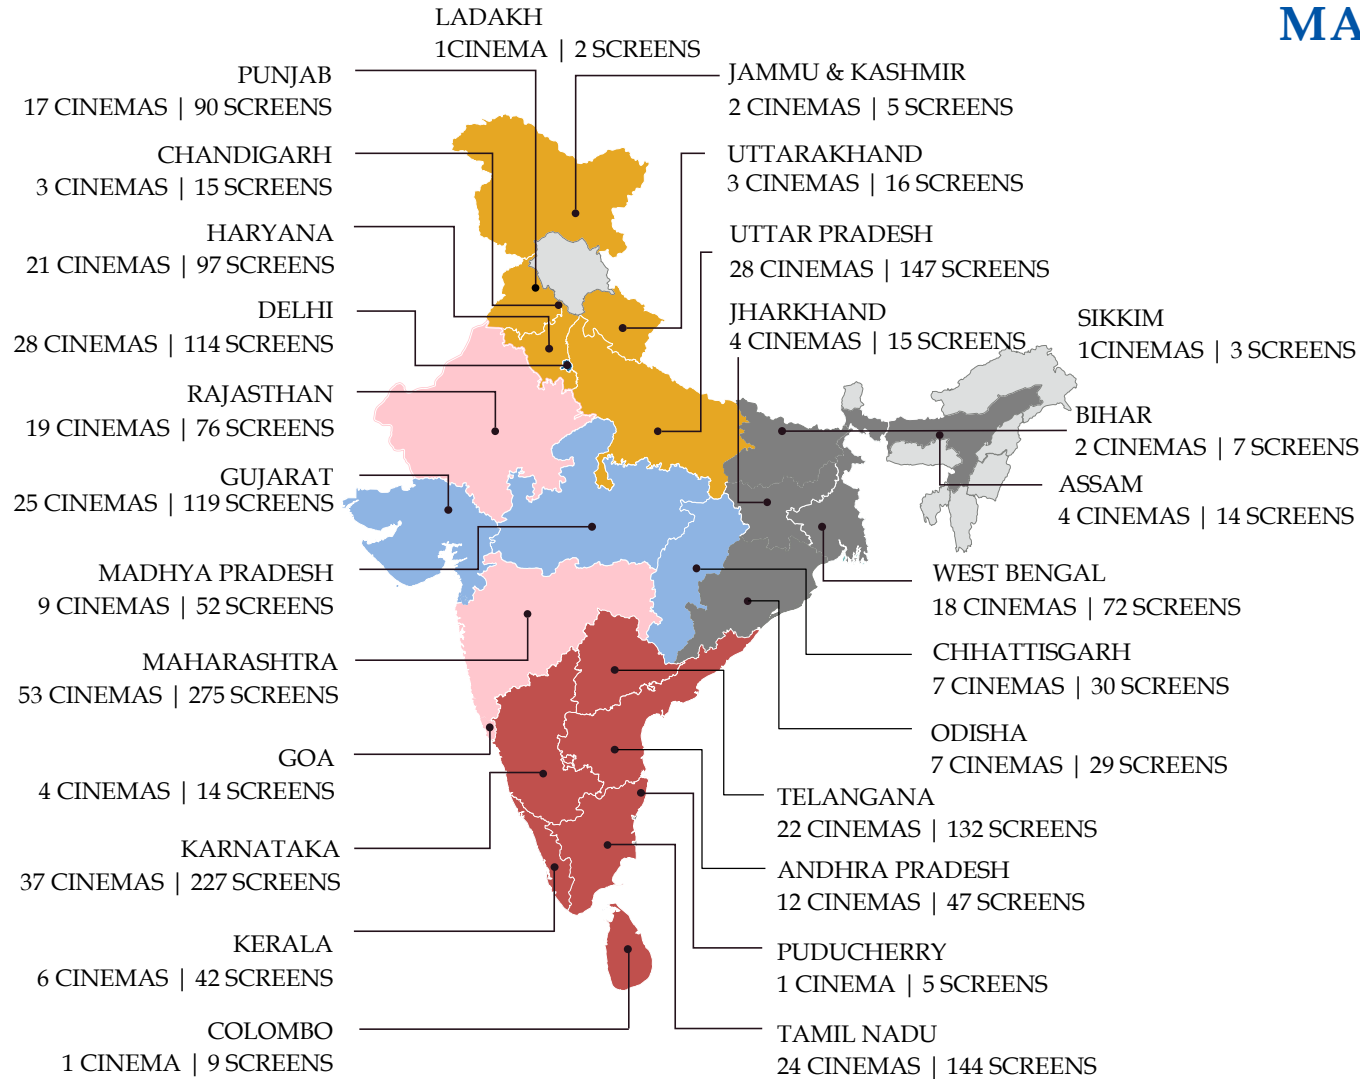 MA
LADAKH
1CINEMA | 2 SCREENS
PUNJAB
17 CINEMAS | 90 SCREENS
CHANDIGARH
3 CINEMAS | 15 SCREENS
HARYANA
21 CINEMAS | 97 SCREENS
DELHI
28 CINEMAS | 114 SCREENS
RAJASTHAN
19 CINEMAS | 76 SCREENS
GUJARAT
25 CINEMAS | 119 SCREENS
MADHYA PRADESH
9 CINEMAS | 52 SCREENS
MAHARASHTRA
53 CINEMAS | 275 SCREENS
GOA
4 CINEMAS | 14 SCREENS
KARNATAKA
37 CINEMAS | 227 SCREENS
KERALA
6 CINEMAS | 42 SCREENS
COLOMBO
1 CINEMA | 9 SCREENS
JAMMU & KASHMIR
2 CINEMAS | 5 SCREENS
UTTARAKHAND
3 CINEMAS | 16 SCREENS
UTTAR PRADESH
28 CINEMAS | 147 SCREENS
JHARKHAND
4 CINEMAS | 15 SCREENS
SIKKIM
1CINEMAS | 3 SCREENS
BIHAR
2 CINEMAS | 7 SCREENS
ASSAM
4 CINEMAS | 14 SCREENS
WEST BENGAL
18 CINEMAS | 72 SCREENS
CHHATTISGARH
7 CINEMAS | 30 SCREENS
ODISHA
7 CINEMAS | 29 SCREENS
TELANGANA
22 CINEMAS | 132 SCREENS
ANDHRA PRADESH
12 CINEMAS | 47 SCREENS
PUDUCHERRY
1 CINEMA | 5 SCREENS
TAMIL NADU
24 CINEMAS | 144 SCREENS